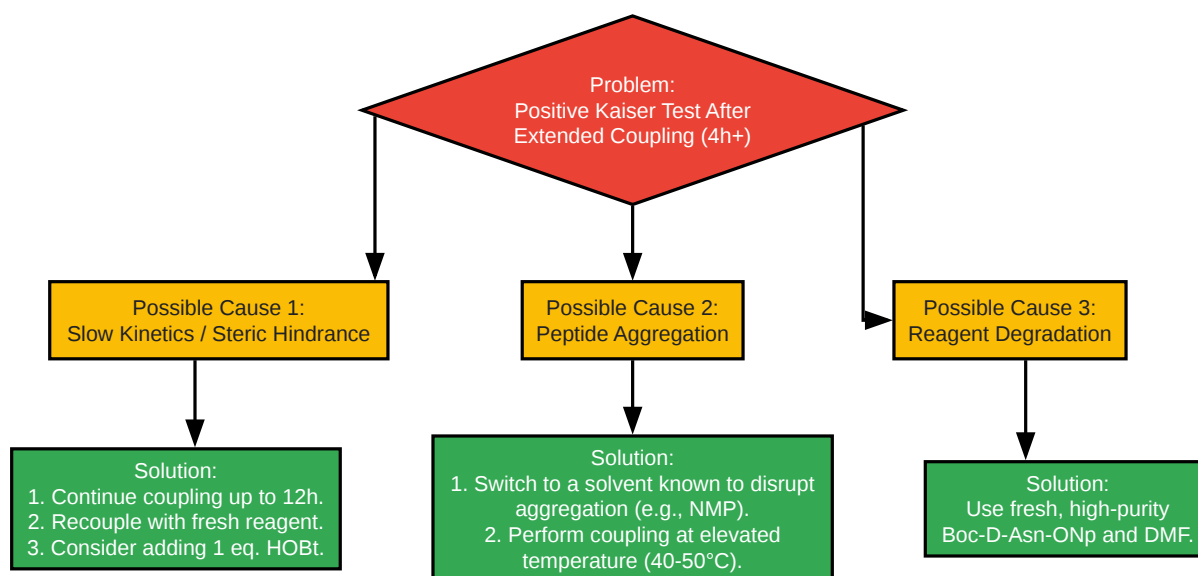 Problem:
Positive Kaiser Test After
Extended Coupling (4h+)
Possible Cause 1:
Slow Kinetics / Steric Hindrance
Possible Cause 2:
Peptide Aggregation
Possible Cause 3:
Reagent Degradation
Solution:
1. Continue coupling up to 12h.
2. Recouple with fresh reagent.
3. Consider adding 1 eq. HOBt.
Solution:
1. Switch to a solvent known to disrupt
aggregation (e.g., NMP).
2. Perform coupling at elevated
temperature (40-50°C).
Solution:
Use fresh, high-purity
Boc-D-Asn-ONp and DMF.